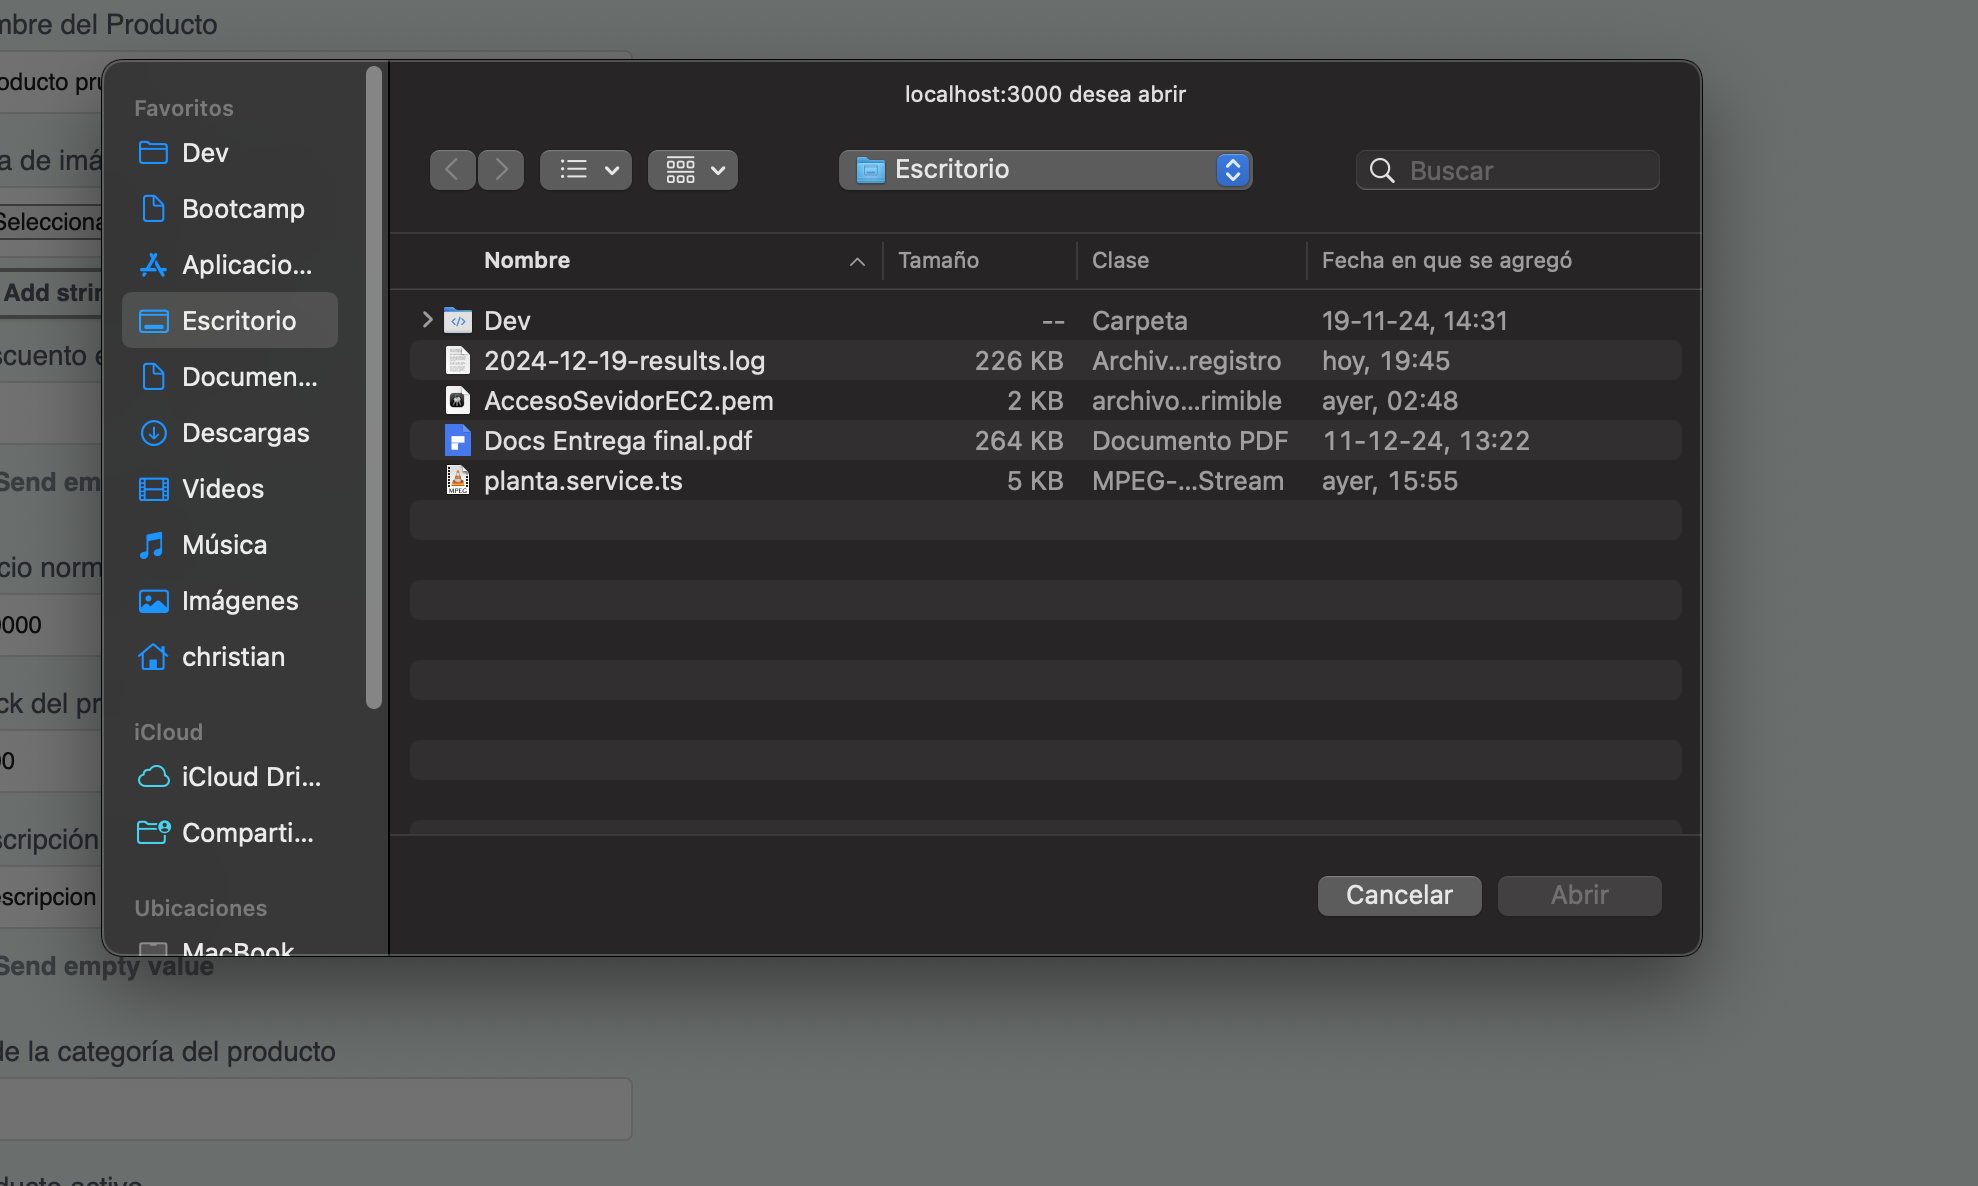 mbre del Producto
oducto pru
a de imá
Selecciona
Add strin
scuento e
Send em
cio norm
000
ck del pr
0
scripción
escripcion
Send empty value
de la categoría del producto
ducto activo
Favoritos
Dev
Bootcamp
Aplicacio...
Escritorio
Documen...
Descargas
Videos
Música
Imágenes
christian
iCloud
iCloud Dri...
Comparti...
Ubicaciones
MacBook
localhost:3000 desea abrir
Escritorio
Buscar
Nombre Tamaño Clase Fecha en que se agregó
Dev -- Carpeta 19-11-24, 14:31
2024-12-19-results.log 226 KB Archiv...registro hoy, 19:45
AccesoSevidorEC2.pem 2 KB archivo...rimible ayer, 02:48
Docs Entrega final.pdf 264 KB Documento PDF 11-12-24, 13:22
planta.service.ts 5 KB MPEG-...Stream ayer, 15:55
Cancelar Abrir